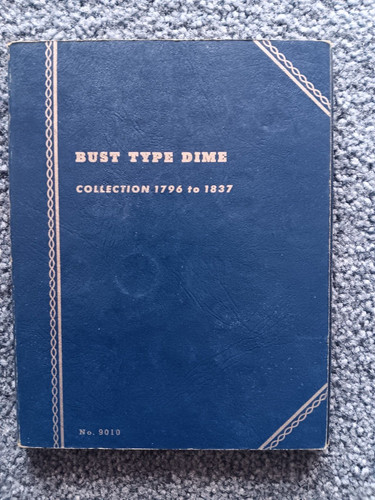 BUST TYPE DIME
COLLECTION 1796 to 1837
No. 9010